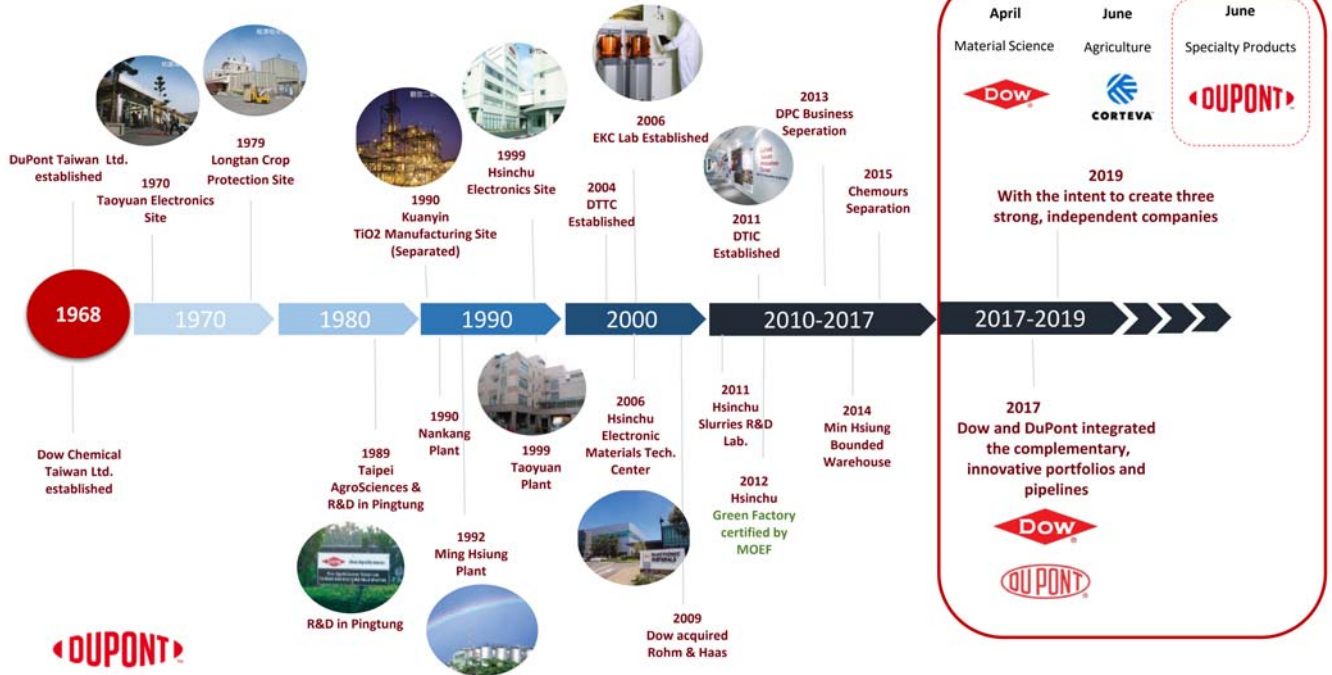 April
Material Science
DOW
June
Agriculture
CORTEVA
June
Specialty Products
DUPONT
DuPont Taiwan Ltd.
established
1970
Taoyuan Electronics
Site
1979
Longtan Crop
Protection Site
1990
Kuanyin
TiO2 Manufacturing Site
(Separated)
1999
Hsinchu
Electronics Site
2004
DTTC
Established
2006
EKC Lab Established
2011
DTIC
Established
2013
DPC Business
Seperation
2015
Chemours
Separation
2019
With the intent to create three
strong, independent companies
1968
1970
1980
1990
2000
2010-2017
2017-2019
Dow Chemical
Taiwan Ltd.
established
1989
Taipei
AgroSciences &
R&D in Pingtung
R&D in Pingtung
1990
Nankang
Plant
1992
Ming Hsiung
Plant
1999
Taoyuan
Plant
2006
Hsinchu
Electronic
Materials Tech.
Center
2009
Dow acquired
Rohm & Haas
2011
Hsinchu
Slurries R&D
Lab.
2012
Hsinchu
Green Factory
certified by
MOEF
2014
Min Hsiung
Bounded
Warehouse
2017
Dow and DuPont integrated
the complementary,
innovative portfolios and
pipelines
DOW
DUPONT
DUPONT